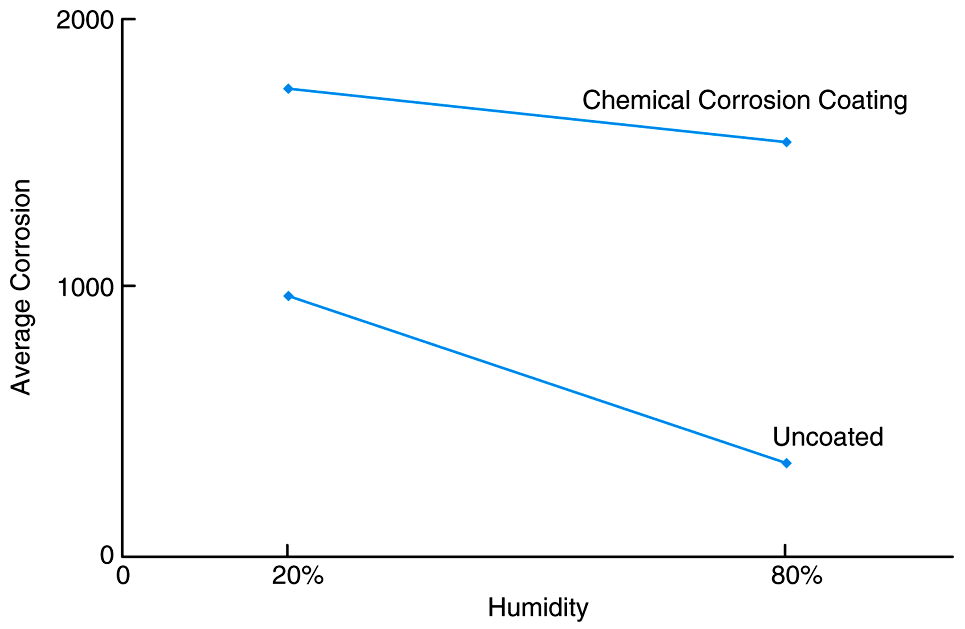 2000
Chemical Corrosion Coating
Average Corrosion
1000
Uncoated
0
0 20% 80%
Humidity